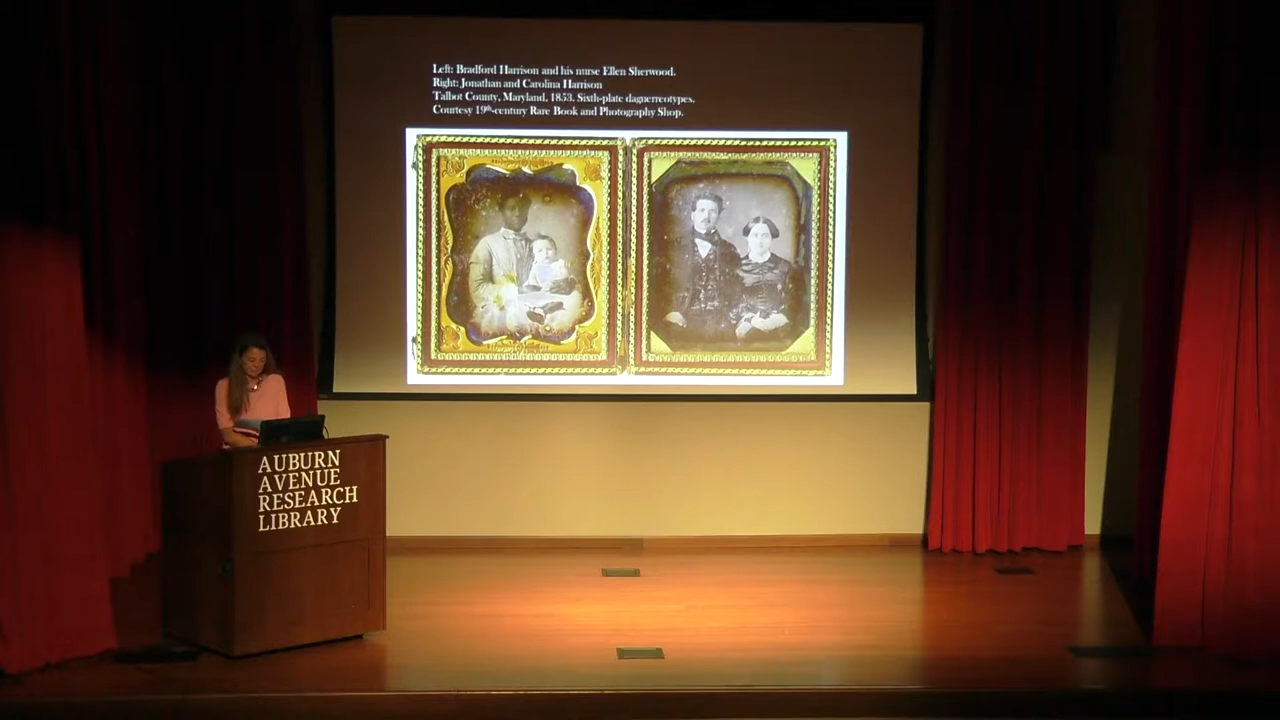 Left: Bradford Harrison and his nurse Ellen Sherwood.
Right: Jonathan and Carolina Harrison
Talbot County, Maryland, 1853. Sixth-plate daguerreotypes.
Courtesy 19th-century Rare Book and Photography Shop.
AUBURN
AVENUE
RESEARCH
LIBRARY